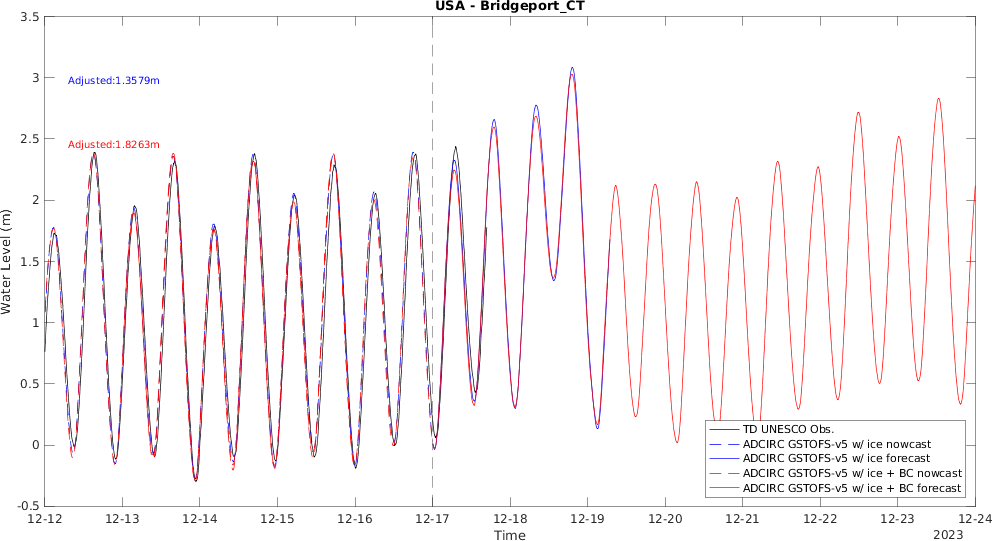 USA - Bridgeport_CT
3.5
3
2.5
2
1.5
1
0.5
0
-0.5
Water Level (m)
Adjusted:1.3579m
Adjusted:1.8263m
TD UNESCO Obs.
ADCIRC GSTOFS-v5 w/ ice nowcast
ADCIRC GSTOFS-v5 w/ ice forecast
ADCIRC GSTOFS-v5 w/ ice + BC nowcast
ADCIRC GSTOFS-v5 w/ ice + BC forecast
12-12 12-13 12-14 12-15 12-16 12-17 12-18 12-19 12-20 12-21 12-22 12-23 12-24
Time
2023